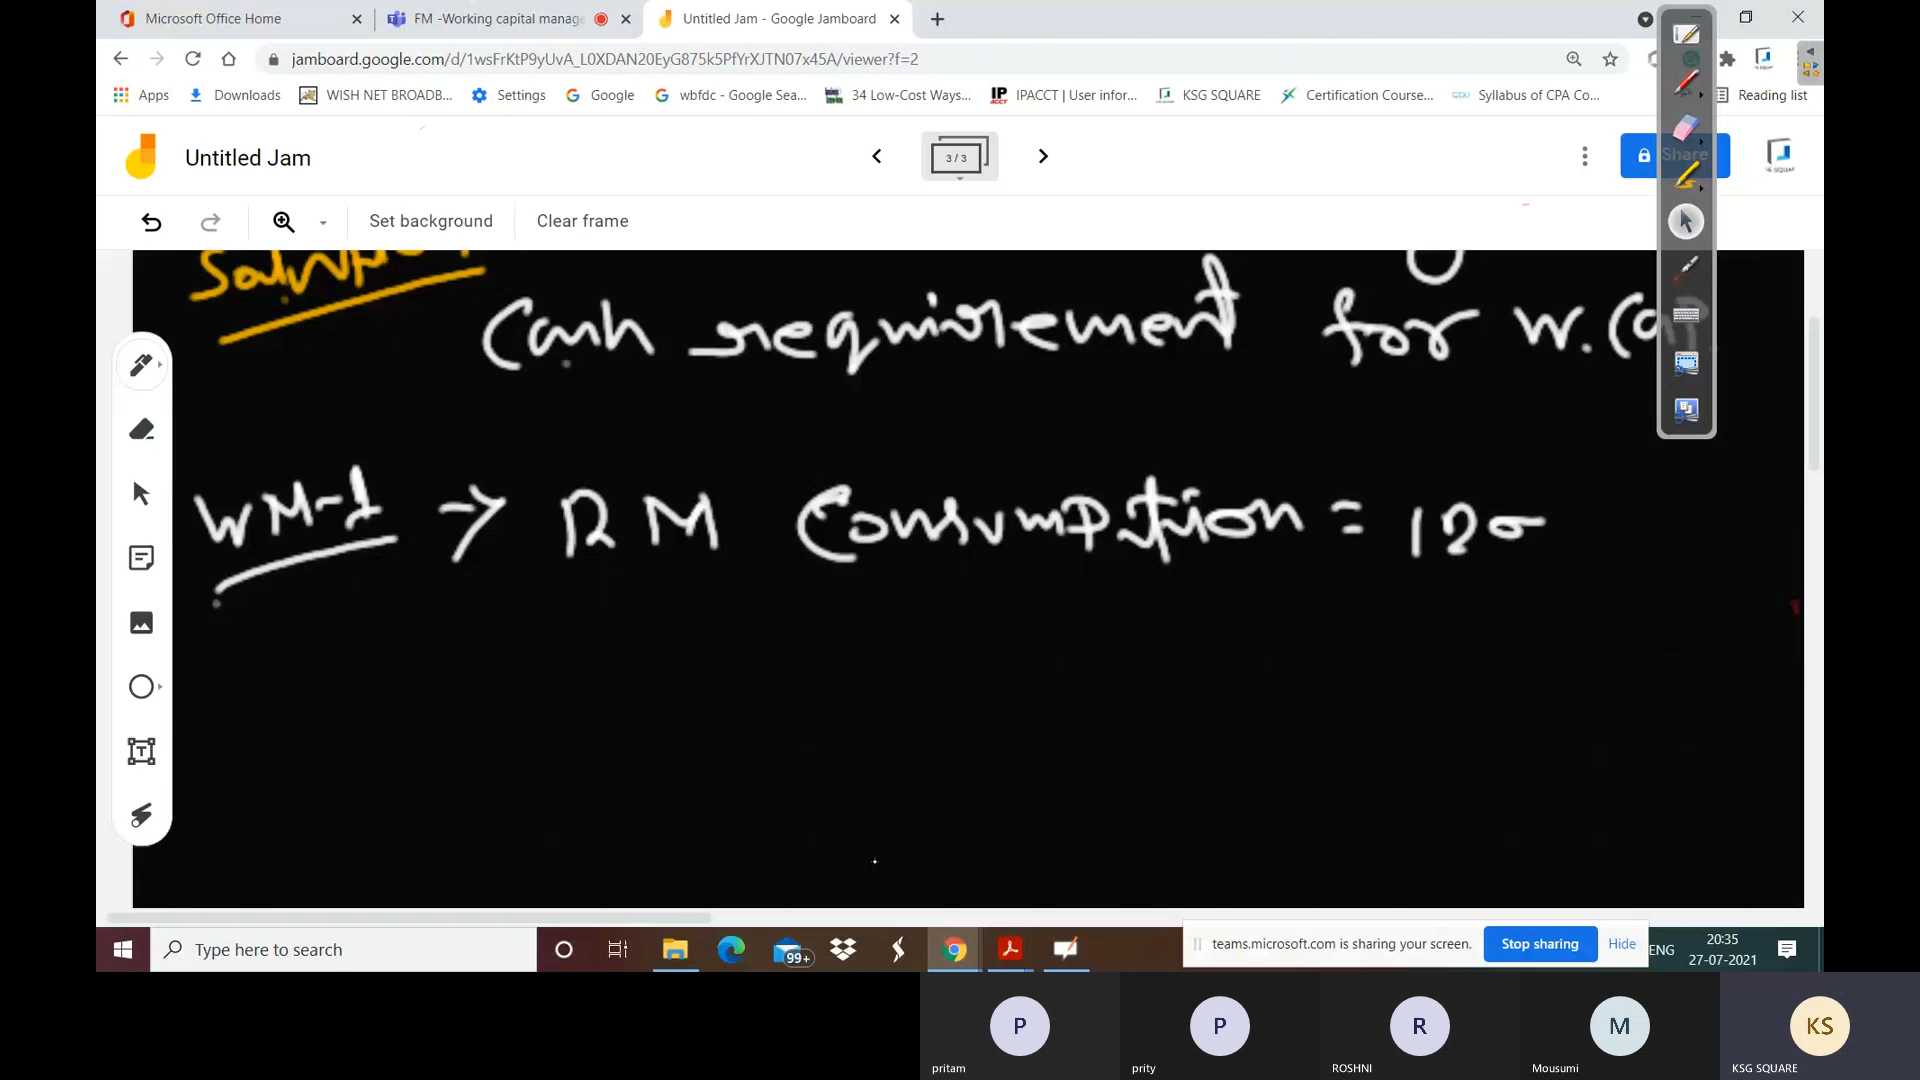 Microsoft Office Home
FM -Working capital manage
Untitled Jam - Google Jamboard
jamboard.google.com/d/1wsFrKtP9yUvA_L0XDAN20EyG875k5PfYrXJTN07x45A/viewer?f=2
Apps Downloads WISH NET BROADB... Settings Google wbfdc - Google Sea... 34 Low-Cost Ways... IPACCT | User infor... KSG SQUARE Certification Course... Syllabus of CPA Co... Reading list
Untitled Jam
3 / 3
Share
Set background Clear frame
Cash requirement for W.Cap
WM-1 → RM Consumption =
Type here to search
99+
teams.microsoft.com is sharing your screen. Stop sharing Hide
ENG
20:35
27-07-2021
P P R M KS
pritam prity ROSHNI Mousumi KSG SQUARE